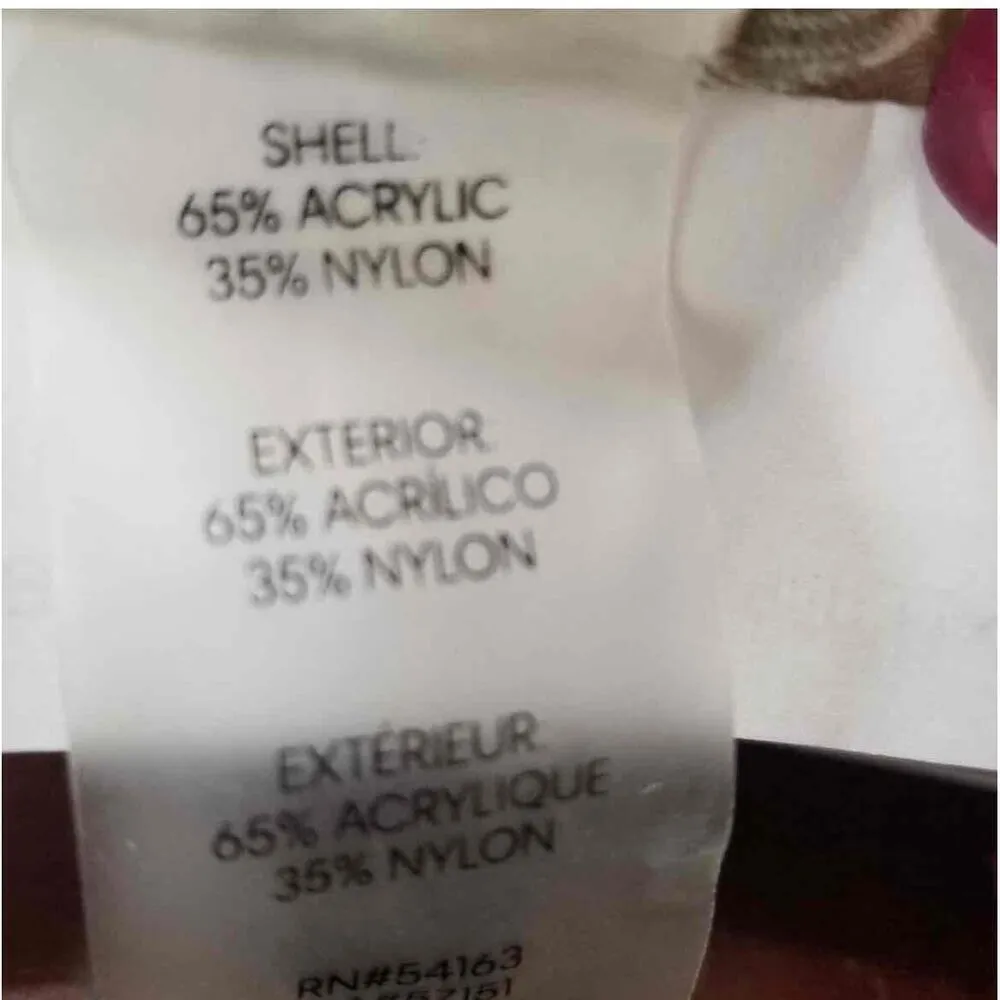 SHELL:
65% ACRYLIC
35% NYLON
EXTERIOR:
65% ACRÍLICO
35% NYLON
EXTÉRIEUR:
65% ACRYLIQUE
35% NYLON
RN#54163